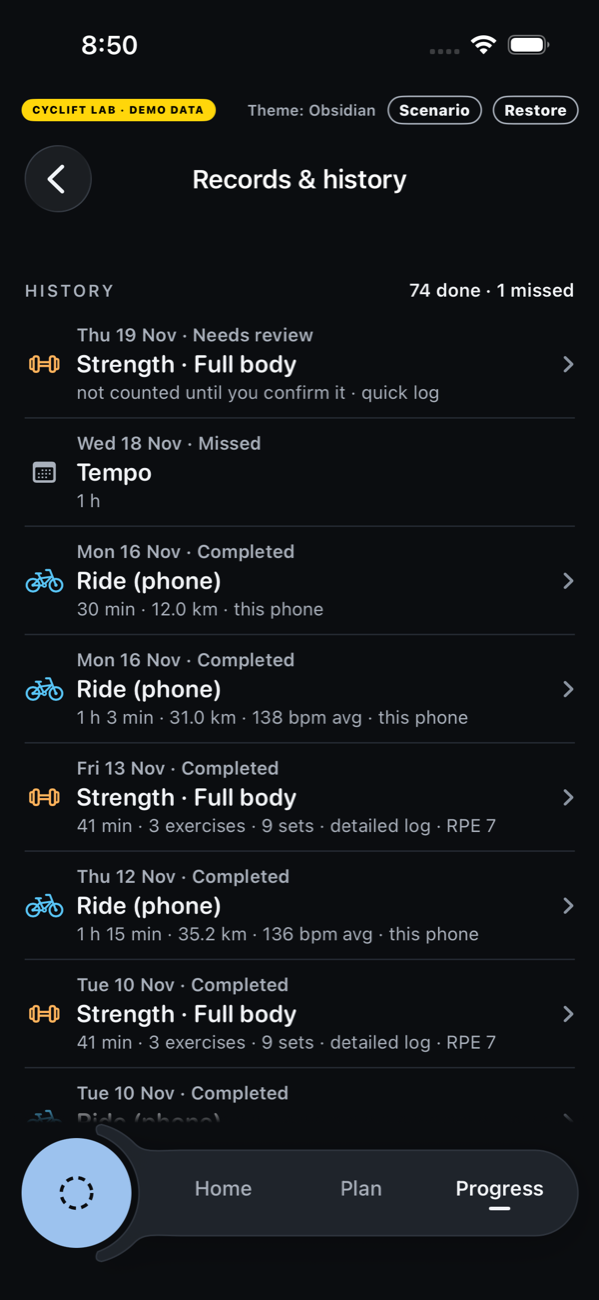 8:50
CYCLIFT LAB · DEMO DATA
Theme: Obsidian
Scenario
Restore
Records & history
HISTORY
74 done · 1 missed
Thu 19 Nov · Needs review
Strength · Full body
not counted until you confirm it · quick log
Wed 18 Nov · Missed
Tempo
1 h
Mon 16 Nov · Completed
Ride (phone)
30 min · 12.0 km · this phone
Mon 16 Nov · Completed
Ride (phone)
1 h 3 min · 31.0 km · 138 bpm avg · this phone
Fri 13 Nov · Completed
Strength · Full body
41 min · 3 exercises · 9 sets · detailed log · RPE 7
Thu 12 Nov · Completed
Ride (phone)
1 h 15 min · 35.2 km · 136 bpm avg · this phone
Tue 10 Nov · Completed
Strength · Full body
41 min · 3 exercises · 9 sets · detailed log · RPE 7
Tue 10 Nov · Completed
Ride (phone)
Home
Plan
Progress